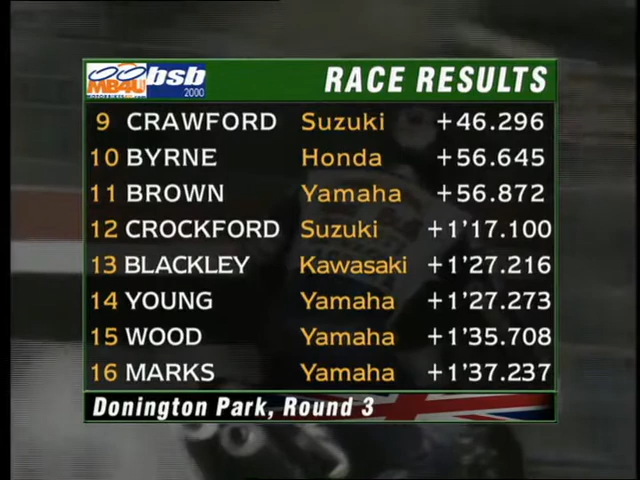 MB4U bsb 2000 RACE RESULTS
9 CRAWFORD Suzuki +46.296
10 BYRNE Honda +56.645
11 BROWN Yamaha +56.872
12 CROCKFORD Suzuki +1'17.100
13 BLACKLEY Kawasaki +1'27.216
14 YOUNG Yamaha +1'27.273
15 WOOD Yamaha +1'35.708
16 MARKS Yamaha +1'37.237
Donington Park, Round 3